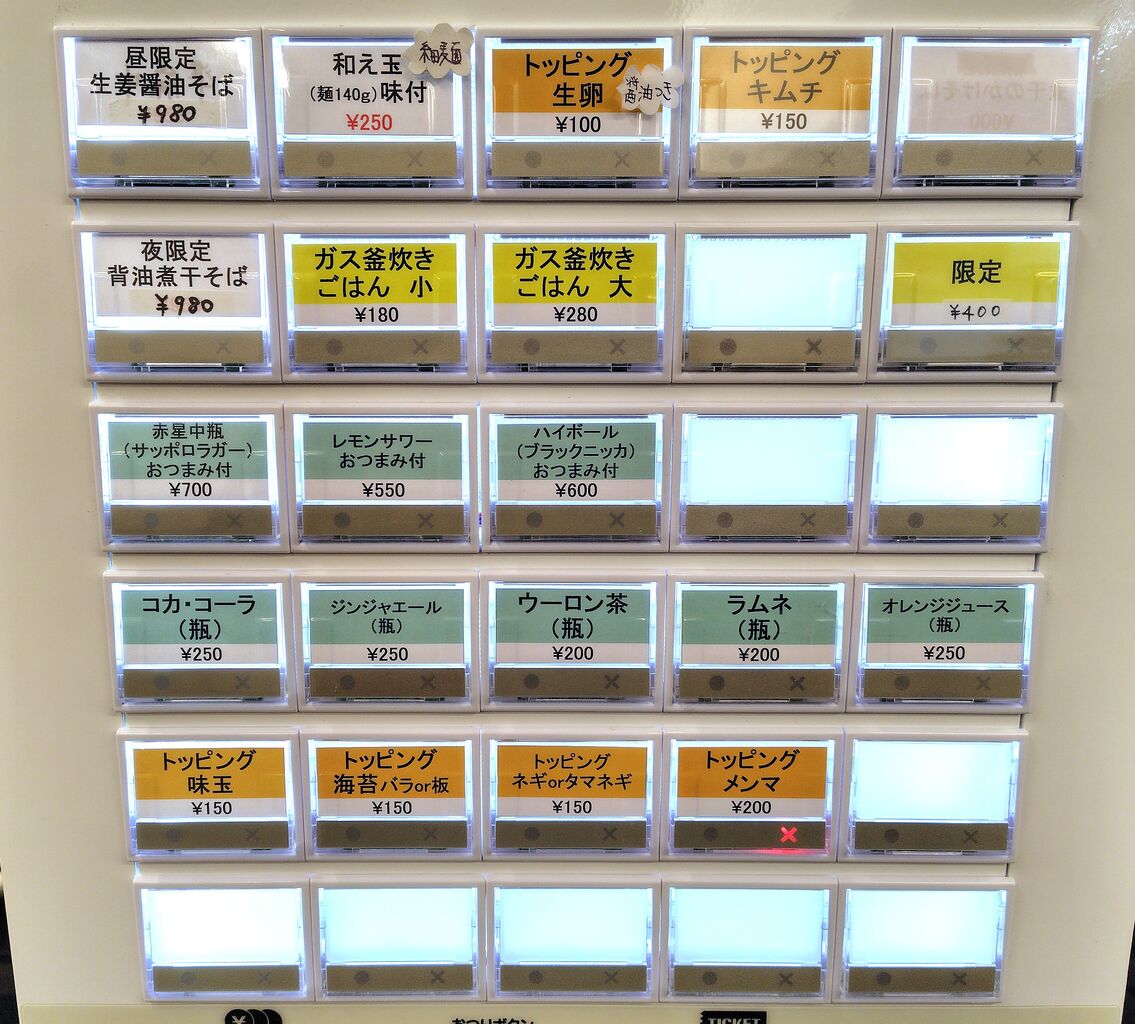 昼限定
生姜醤油そば
¥980
和え玉
(麺140g)味付
¥250
細麺
トッピング
生卵
¥100
醤油つき
トッピング
キムチ
¥150
¥600
夜限定
背油煮干そば
¥980
ガス釜炊き
ごはん 小
¥180
ガス釜炊き
ごはん 大
¥280
限定
¥400
赤星中瓶
(サッポロラガー)
おつまみ付
¥700
レモンサワー
おつまみ付
¥550
ハイボール
(ブラックニッカ)
おつまみ付
¥600
コカ・コーラ
(瓶)
¥250
ジンジャエール
(瓶)
¥250
ウーロン茶
(瓶)
¥200
ラムネ
(瓶)
¥200
オレンジジュース
(瓶)
¥250
トッピング
味玉
¥150
トッピング
海苔バラor板
¥150
トッピング
ネギorタマネギ
¥150
トッピング
メンマ
¥200
¥
おつりボタン
TICKET